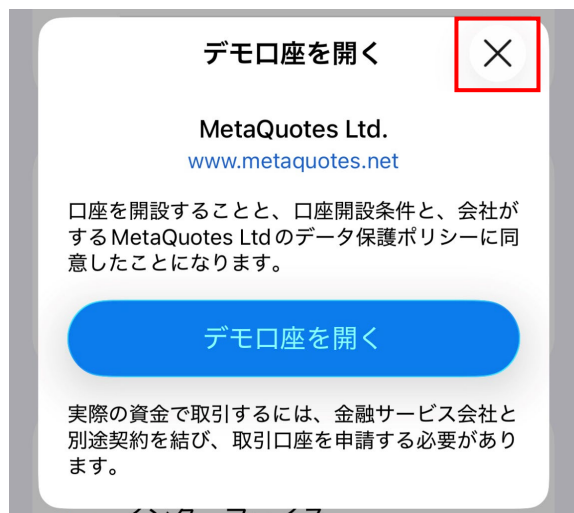 デモ口座を開く
MetaQuotes Ltd.
www.metaquotes.net
口座を開設することと、口座開設条件と、会社が
するMetaQuotes Ltdのデータ保護ポリシーに同
意したことになります。
デモ口座を開く
実際の資金で取引するには、金融サービス会社と
別途契約を結び、取引口座を申請する必要があり
ます。